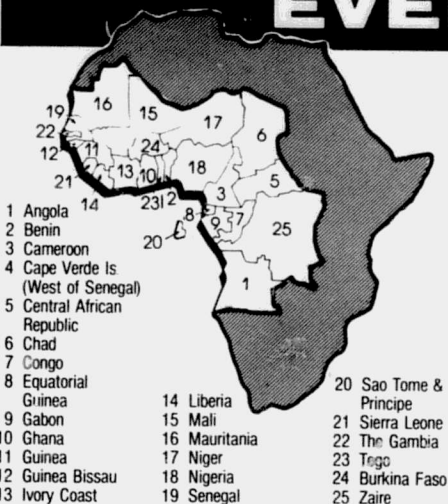 EVE
19 16 15 17 6
22 12 11 24 18 5
21 13 10 3
14 23 2 8 9 7 25
20 1
1 Angola
2 Benin
3 Cameroon
4 Cape Verde Is.
(West of Senegal)
5 Central African
Republic
6 Chad
7 Congo
8 Equatorial
Guinea
9 Gabon
10 Ghana
11 Guinea
12 Guinea Bissau
13 Ivory Coast
14 Liberia
15 Mali
16 Mauritania
17 Niger
18 Nigeria
19 Senegal
20 Sao Tome &
Principe
21 Sierra Leone
22 The Gambia
23 Togo
24 Burkina Faso
25 Zaire